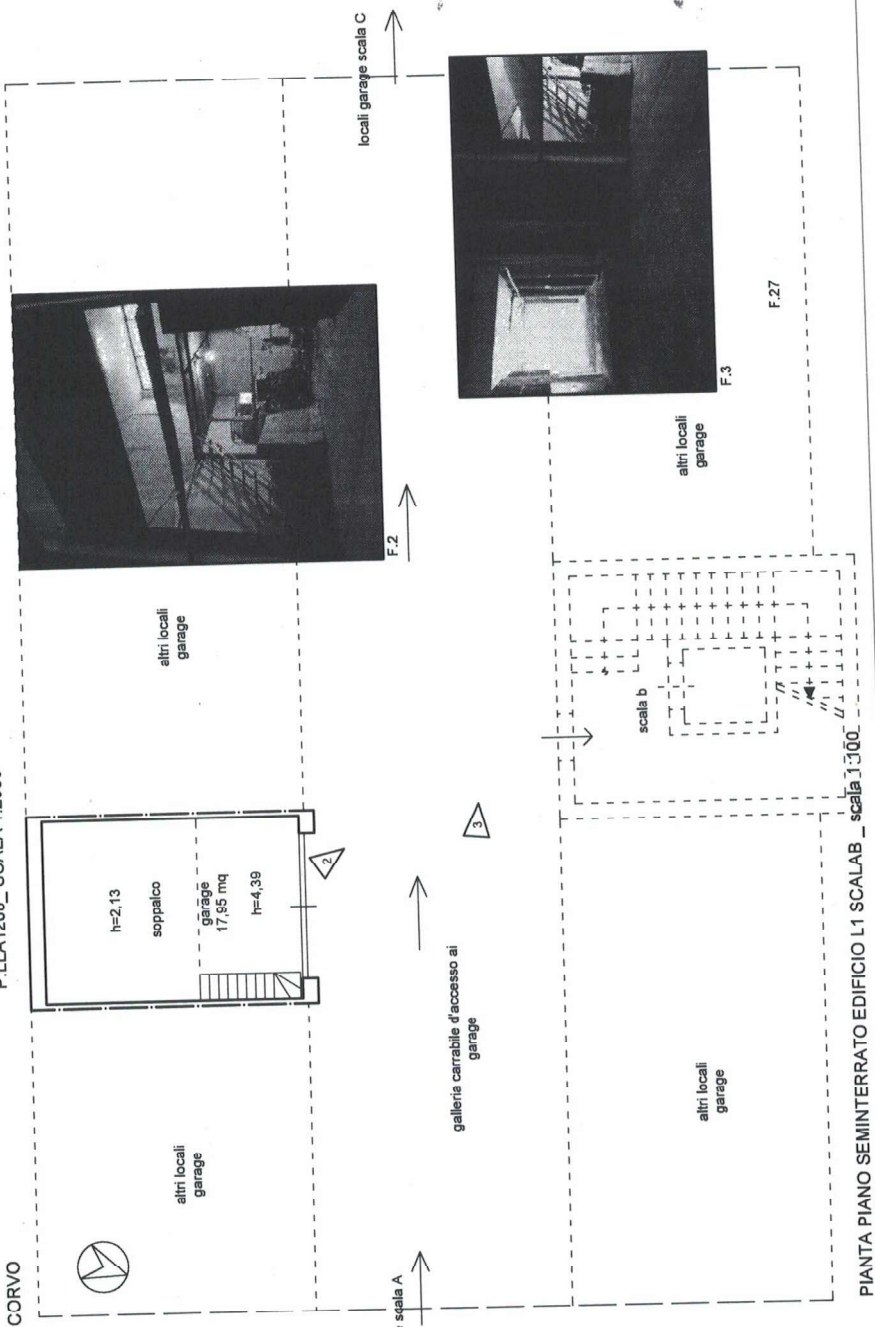 CORVO
locali garage scala C
F.2
F.3
F.27
altri locali
garage
h=2,13
soppalco
garage
17,95 mq
h=4,39
2
altri locali
garage
altri locali
garage
scala b
3
galleria carrabile d'accesso ai
garage
scala A
altri locali
garage
PIANTA PIANO SEMINTERRATO EDIFICIO L1 SCALAB _ scala 1:100